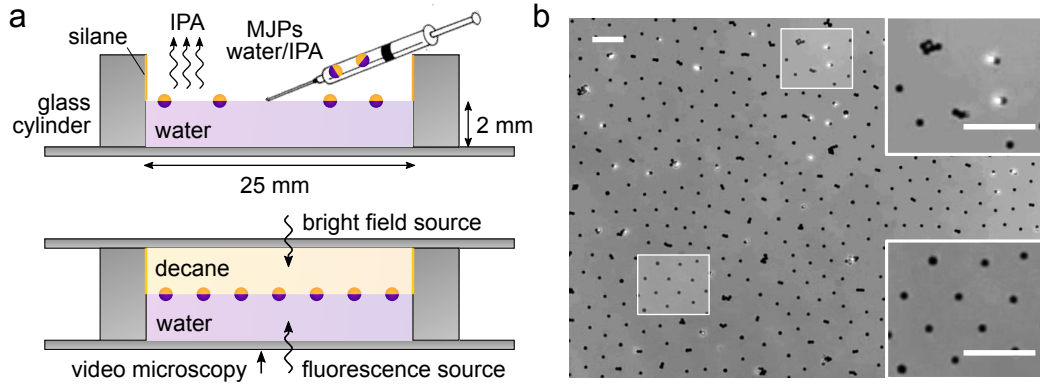 a
silane
IPA
MJPs
water/IPA
glass
cylinder
water
2 mm
25 mm
bright field source
decane
water
video microscopy
fluorescence source
b